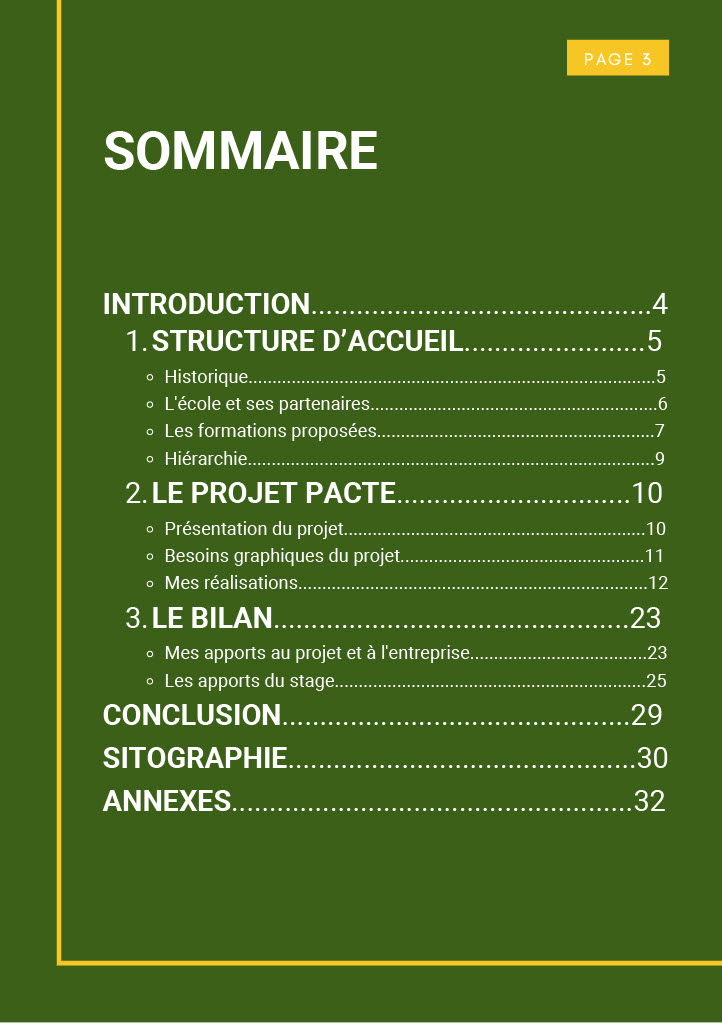 PAGE 3
SOMMAIRE
INTRODUCTION.............................................4
1. STRUCTURE D’ACCUEIL........................5
◦ Historique.....................................................................................5
◦ L'école et ses partenaires............................................................6
◦ Les formations proposées..........................................................7
◦ Hiérarchie.....................................................................................9
2. LE PROJET PACTE...............................10
◦ Présentation du projet...............................................................10
◦ Besoins graphiques du projet...................................................11
◦ Mes réalisations.........................................................................12
3. LE BILAN...............................................23
◦ Mes apports au projet et à l'entreprise.....................................23
◦ Les apports du stage.................................................................25
CONCLUSION..............................................29
SITOGRAPHIE..............................................30
ANNEXES.....................................................32